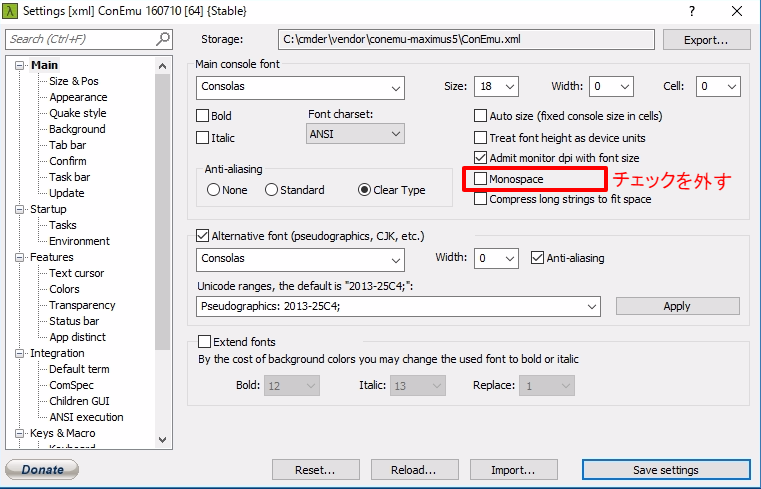 λ Settings [xml] ConEmu 160710 [64] {Stable} ?
Search (Ctrl+F) Storage: C:\cmder\vendor\conemu-maximus5\ConEmu.xml Export...
Main
Size & Pos
Appearance
Quake style
Background
Tab bar
Confirm
Task bar
Update
Startup
Tasks
Environment
Features
Text cursor
Colors
Transparency
Status bar
App distinct
Integration
Default term
ComSpec
Children GUI
ANSI execution
Keys & Macro
Keyboard
Main console font
Consolas Size: 18 Width: 0 Cell: 0
Bold Font charset: Auto size (fixed console size in cells)
Italic ANSI Treat font height as device units
Admit monitor dpi with font size
Anti-aliasing
None Standard Clear Type
Monospace チェックを外す
Compress long strings to fit space
Alternative font (pseudographics, CJK, etc.)
Consolas Width: 0 Anti-aliasing
Unicode ranges, the default is "2013-25C4;":
Pseudographics: 2013-25C4; Apply
Extend fonts
By the cost of background colors you may change the used font to bold or italic
Bold: 12 Italic: 13 Replace: 1
Donate Reset... Reload... Import... Save settings